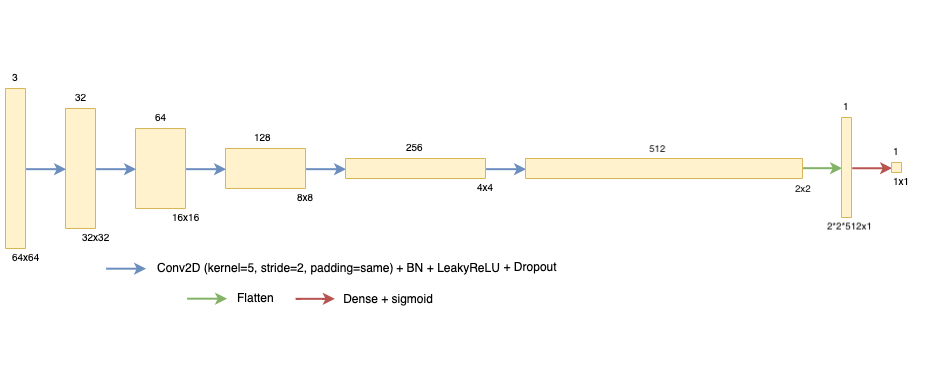 3
32
64
128
256
512
1
1
64x64
32x32
16x16
8x8
4x4
2x2
2*2*512x1
1x1
Conv2D (kernel=5, stride=2, padding=same) + BN + LeakyReLU + Dropout
Flatten
Dense + sigmoid